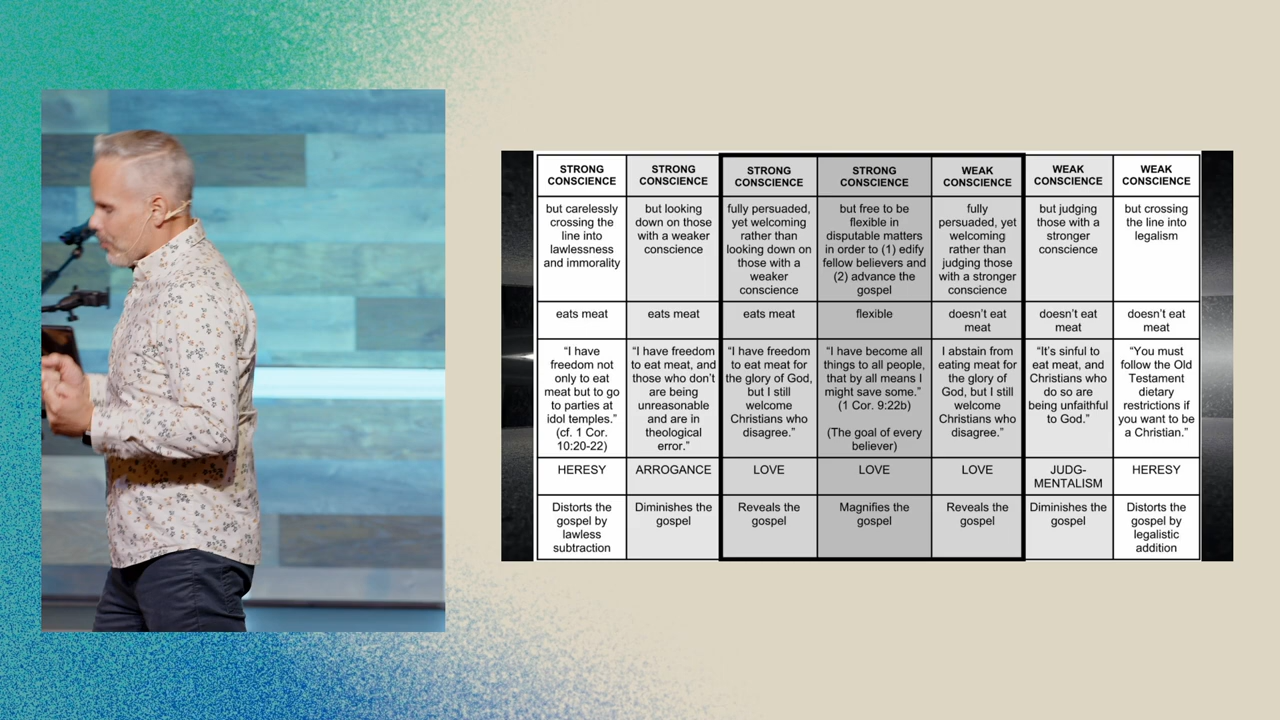 STRONG
CONSCIENCE
STRONG
CONSCIENCE
STRONG
CONSCIENCE
STRONG
CONSCIENCE
WEAK
CONSCIENCE
WEAK
CONSCIENCE
WEAK
CONSCIENCE
but carelessly
crossing the
line into
lawlessness
and immorality
but looking
down on those
with a weaker
conscience
fully persuaded,
yet welcoming
rather than
looking down on
those with a
weaker
conscience
but free to be
flexible in
disputable matters
in order to (1) edify
fellow believers and
(2) advance the
gospel
fully
persuaded, yet
welcoming
rather than
judging those
with a stronger
conscience
but judging
those with a
stronger
conscience
but crossing
the line into
legalism
eats meat
eats meat
eats meat
flexible
doesn’t eat
meat
doesn’t eat
meat
doesn’t eat
meat
“I have
freedom not
only to eat
meat but to go
to parties at
idol temples.”
(cf. 1 Cor.
10:20-22)
“I have freedom
to eat meat, and
those who don’t
are being
unreasonable
and are in
theological
error.”
“I have freedom
to eat meat for
the glory of God,
but I still
welcome
Christians who
disagree.”
“I have become all
things to all people,
that by all means I
might save some.”
(1 Cor. 9:22b)
(The goal of every
believer)
I abstain from
eating meat for
the glory of
God, but I still
welcome
Christians who
disagree.”
“It’s sinful to
eat meat, and
Christians who
do so are
being unfaithful
to God.”
“You must
follow the Old
Testament
dietary
restrictions if
you want to be
a Christian.”
HERESY
ARROGANCE
LOVE
LOVE
LOVE
JUDG-
MENTALISM
HERESY
Distorts the
gospel by
lawless
subtraction
Diminishes the
gospel
Reveals the
gospel
Magnifies the
gospel
Reveals the
gospel
Diminishes the
gospel
Distorts the
gospel by
legalistic
addition